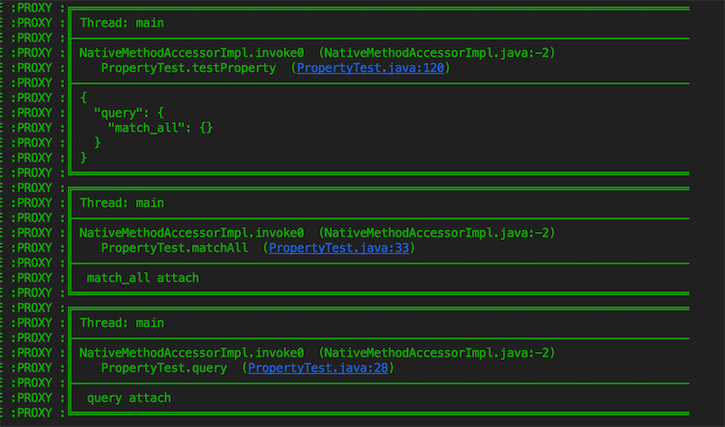 :PROXY :
:PROXY : Thread: main
:PROXY :
:PROXY : NativeMethodAccessorImpl.invoke0  (NativeMethodAccessorImpl.java:-2)
:PROXY :    PropertyTest.testProperty  (PropertyTest.java:120)
:PROXY :
:PROXY : {
:PROXY :   "query": {
:PROXY :     "match_all": {}
:PROXY :   }
:PROXY : }
:PROXY :
:PROXY :
:PROXY : Thread: main
:PROXY :
:PROXY : NativeMethodAccessorImpl.invoke0  (NativeMethodAccessorImpl.java:-2)
:PROXY :    PropertyTest.matchAll  (PropertyTest.java:33)
:PROXY :
:PROXY :  match_all attach
:PROXY :
:PROXY :
:PROXY : Thread: main
:PROXY :
:PROXY : NativeMethodAccessorImpl.invoke0  (NativeMethodAccessorImpl.java:-2)
:PROXY :    PropertyTest.query  (PropertyTest.java:28)
:PROXY :
:PROXY :  query attach
:PROXY :